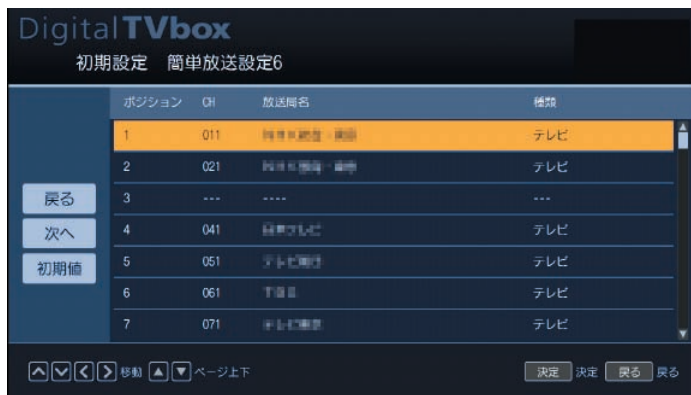 Digital TVbox
初期設定 簡単放送設定6
ポジション CH 放送局名 種類
1 011 テレビ
2 021 テレビ
3 --- ---- ---
4 041 テレビ
5 051 テレビ
6 061 テレビ
7 071 テレビ
戻る
次へ
初期値
移動 ページ上下 決定 決定 戻る 戻る